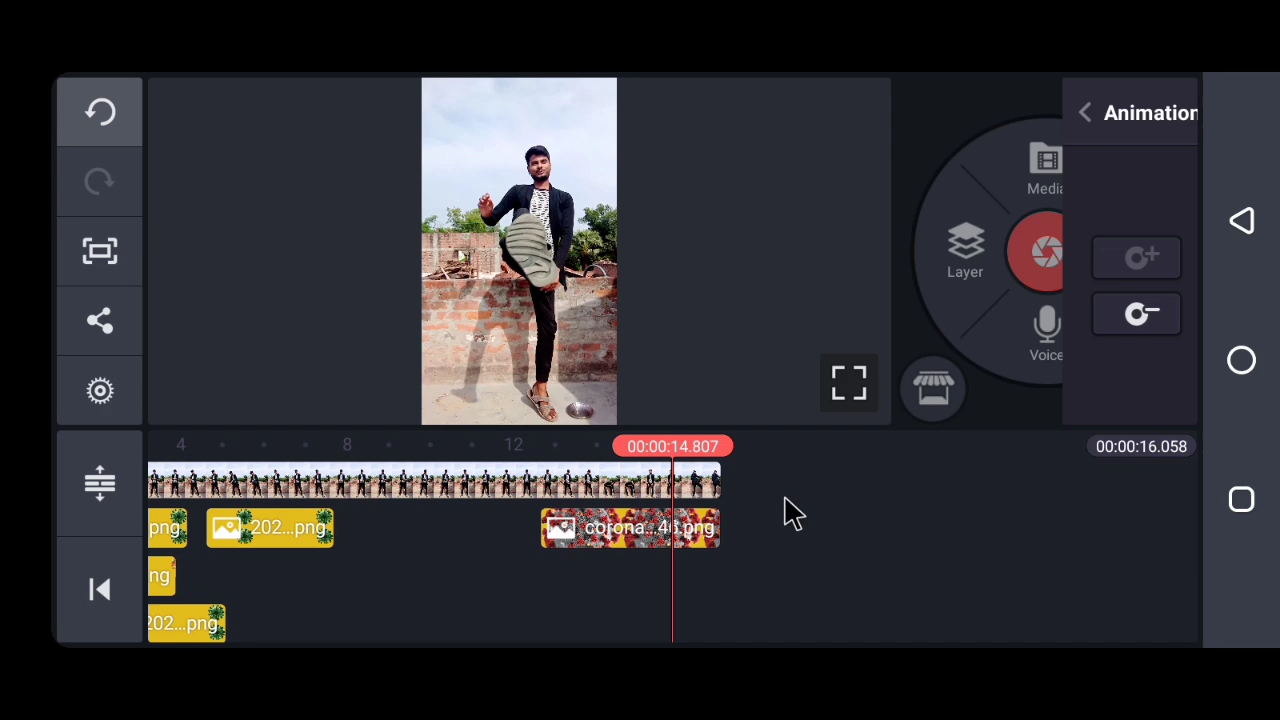 Animation
Media
Layer
Voice
4
8
12
00:00:14.807
00:00:16.058
png
202...png
corona...4
.png
ng
202...png